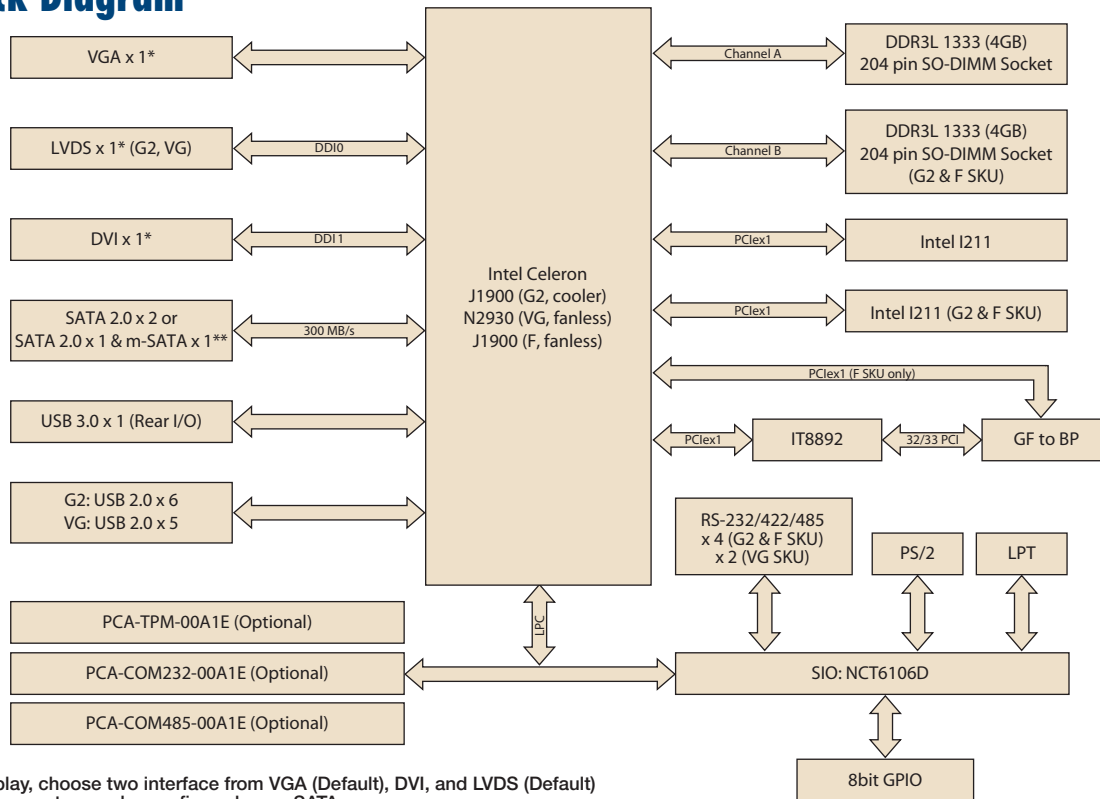 Diagram
VGA x 1*
LVDS x 1* (G2, VG)
DDI0
DVI x 1*
DDI 1
SATA 2.0 x 2 or
SATA 2.0 x 1 & m-SATA x 1**
300 MB/s
USB 3.0 x 1 (Rear I/O)
G2: USB 2.0 x 6
VG: USB 2.0 x 5
Intel Celeron
J1900 (G2, cooler)
N2930 (VG, fanless)
J1900 (F, fanless)
Channel A
DDR3L 1333 (4GB)
204 pin SO-DIMM Socket
Channel B
DDR3L 1333 (4GB)
204 pin SO-DIMM Socket
(G2 & F SKU)
PCIex1
Intel I211
PCIex1
Intel I211 (G2 & F SKU)
PCIex1 (F SKU only)
PCIex1
IT8892
32/33 PCI
GF to BP
RS-232/422/485
x 4 (G2 & F SKU)
x 2 (VG SKU)
PS/2
LPT
LPC
PCA-TPM-00A1E (Optional)
PCA-COM232-00A1E (Optional)
PCA-COM485-00A1E (Optional)
SIO: NCT6106D
8bit GPIO
play, choose two interface from VGA (Default), DVI, and LVDS (Default)